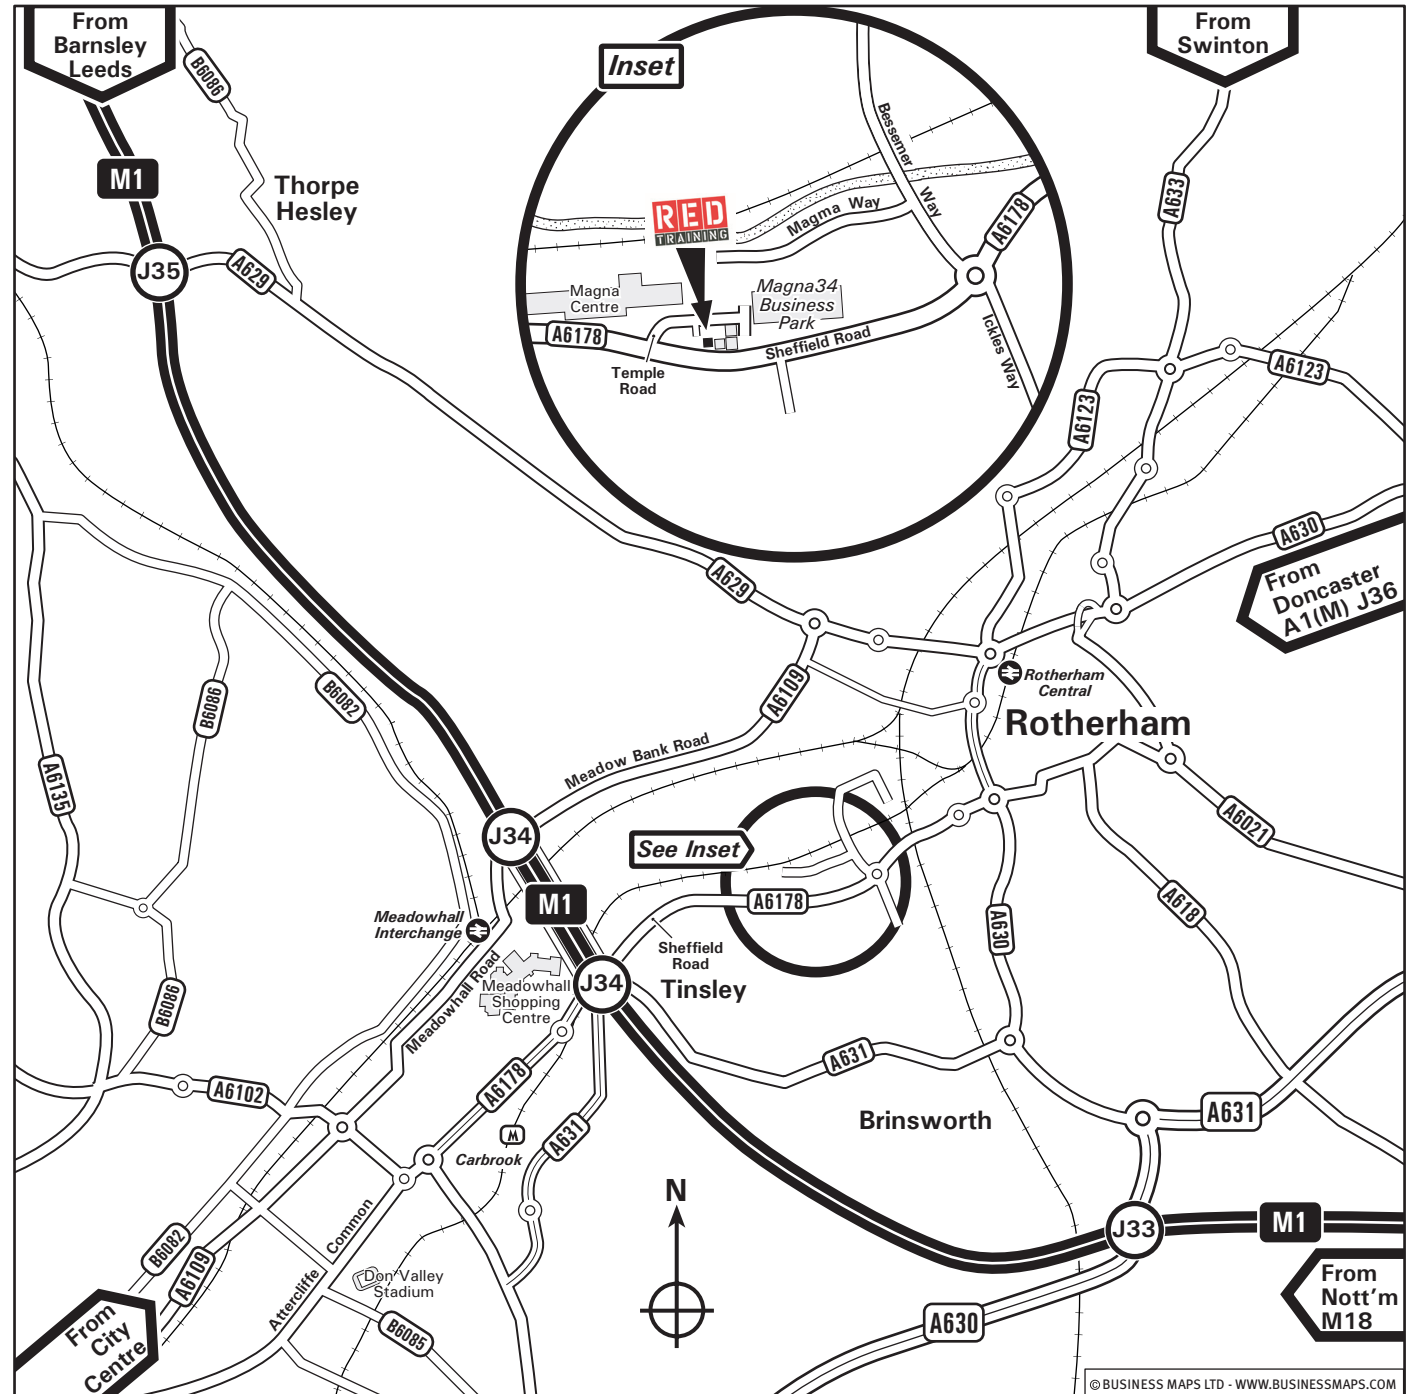 From
Barnsley
Leeds
From
Swinton
Inset
B6086
M1
Thorpe
Hesley
Bessemer
Way
A633
RED
TRAINING
Magma Way
A6178
J35
A629
Magna
Centre
Magna34
Business
Park
A6178
Sheffield Road
Ickles Way
Temple
Road
A6123
A6123
A630
From
Doncaster
A1(M) J36
A629
Rotherham
Central
Rotherham
B6082
B6086
A6109
Meadow Bank Road
A6135
J34
See Inset
A6021
M1
A6178
A618
Meadowhall
Interchange
A630
Sheffield
Road
Meadowhall Road
Meadowhall
Shopping
Centre
J34
Tinsley
B6086
A631
A6178
A6102
A631
Brinsworth
A631
Carbrook
N
Attercliffe
Common
J33
M1
B6082
A6109
Don Valley
Stadium
From
Nott'm
M18
From
City
Centre
B6085
A630
© BUSINESS MAPS LTD - WWW.BUSINESSMAPS.COM